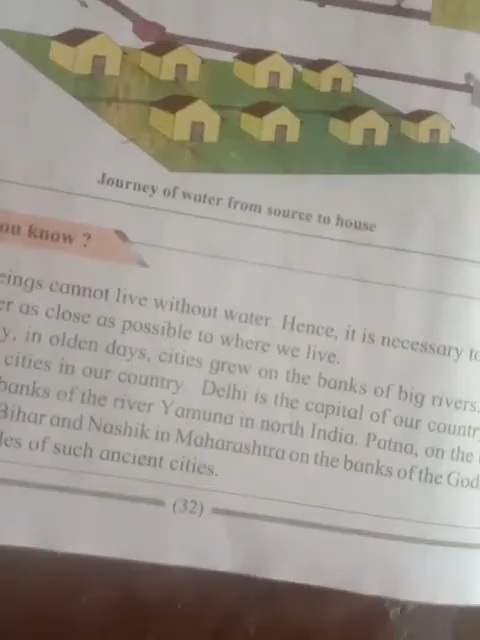 Journey of water from source to house
ou know ?
eings cannot live without water. Hence, it is necessary to
er as close as possible to where we live.
y, in olden days, cities grew on the banks of big rivers.
cities in our country. Delhi is the capital of our countr
banks of the river Yamuna in north India. Patna, on the
Bihar and Nashik in Maharashtra on the banks of the God
les of such ancient cities.
(32)